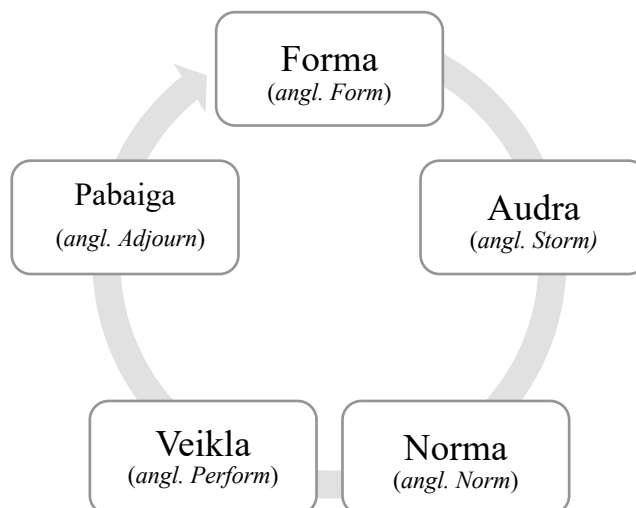 Forma
(angl. Form)
Audra
(angl. Storm)
Norma
(angl. Norm)
Veikla
(angl. Perform)
Pabaiga
(angl. Adjourn)